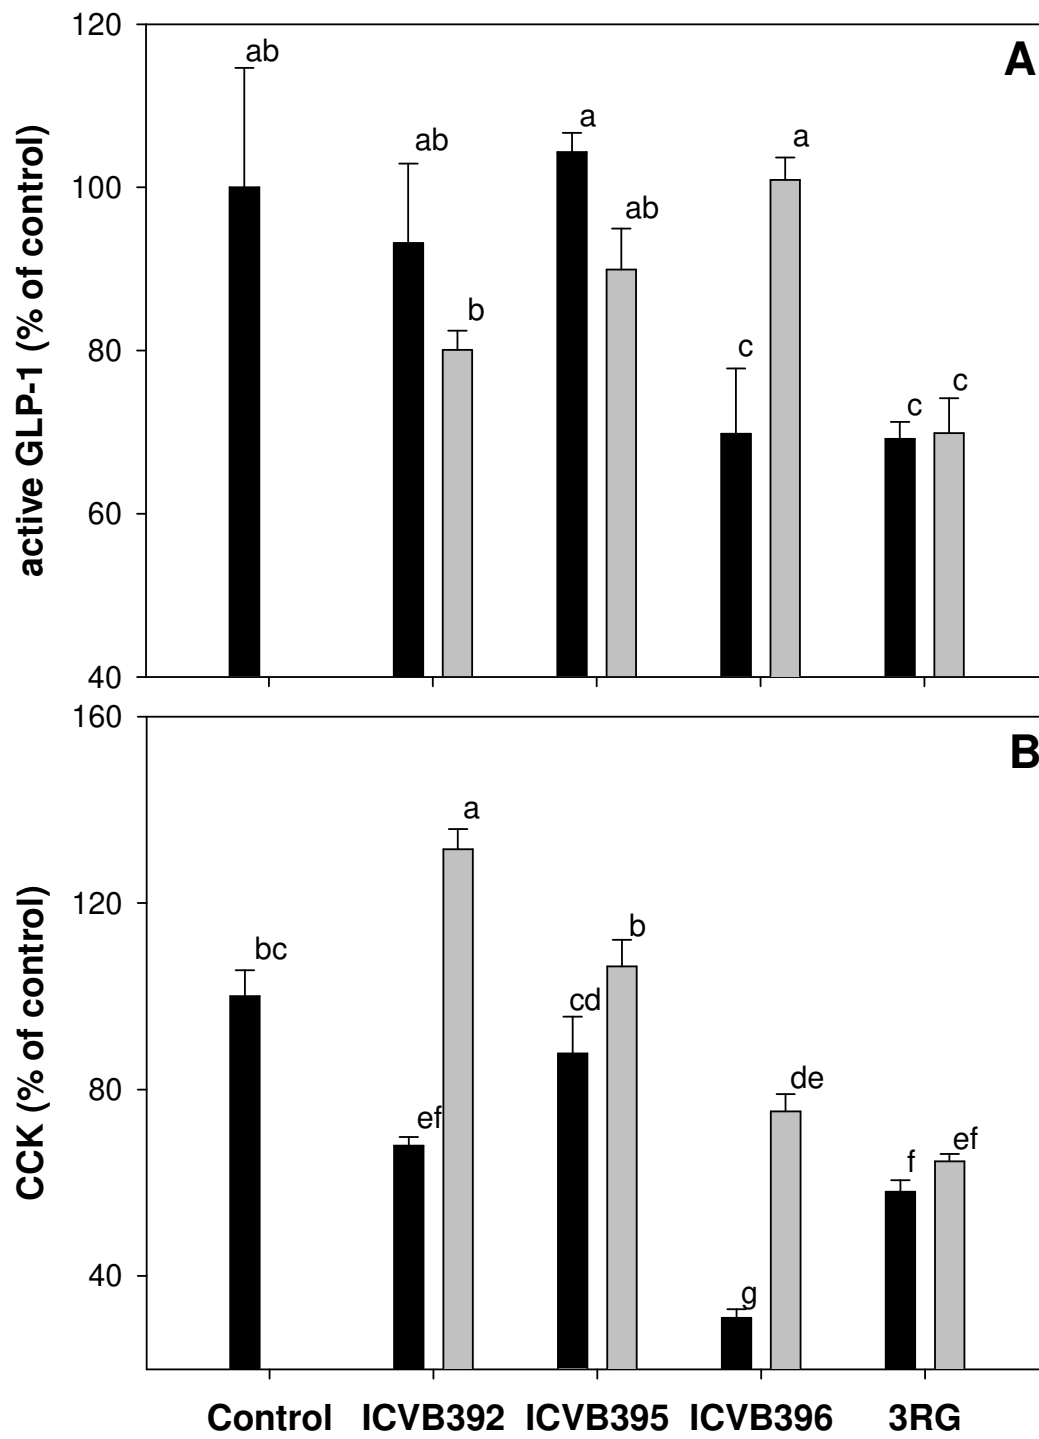 120
ab
A
a
a
ab
100
ab
active GLP-1 (% of control)
b
80
c
c
c
60
40
160
B
a
120
b
bc
cd
CCK (% of control)
80
de
ef
ef
f
40
g
Control ICVB392 ICVB395 ICVB396 3RG